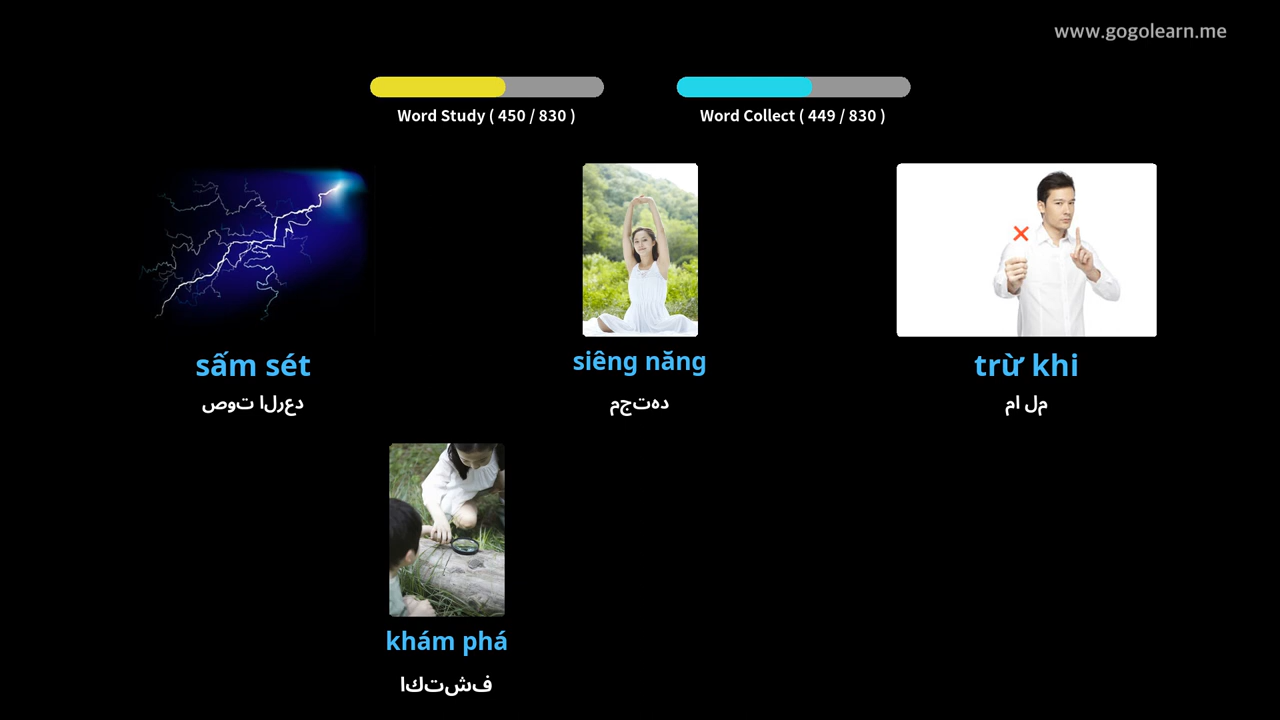 www.gogolearn.me
Word Study ( 450 / 830 )
Word Collect ( 449 / 830 )
sấm sét
صوت الرعد
siêng năng
مجتهد
trừ khi
ما لم
khám phá
اكتشف